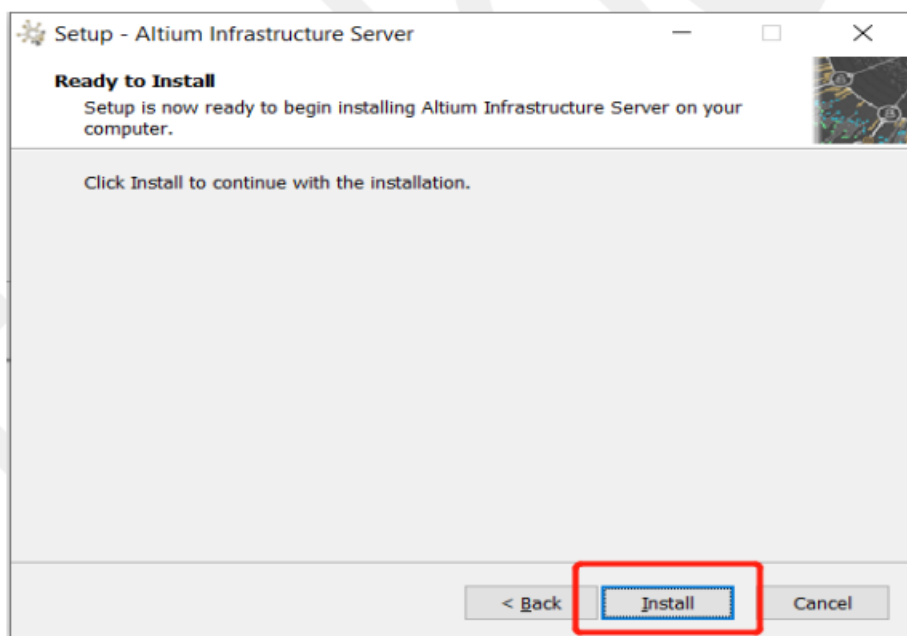 Setup - Altium Infrastructure Server
Ready to Install
Setup is now ready to begin installing Altium Infrastructure Server on your
computer.
Click Install to continue with the installation.
< Back Install Cancel